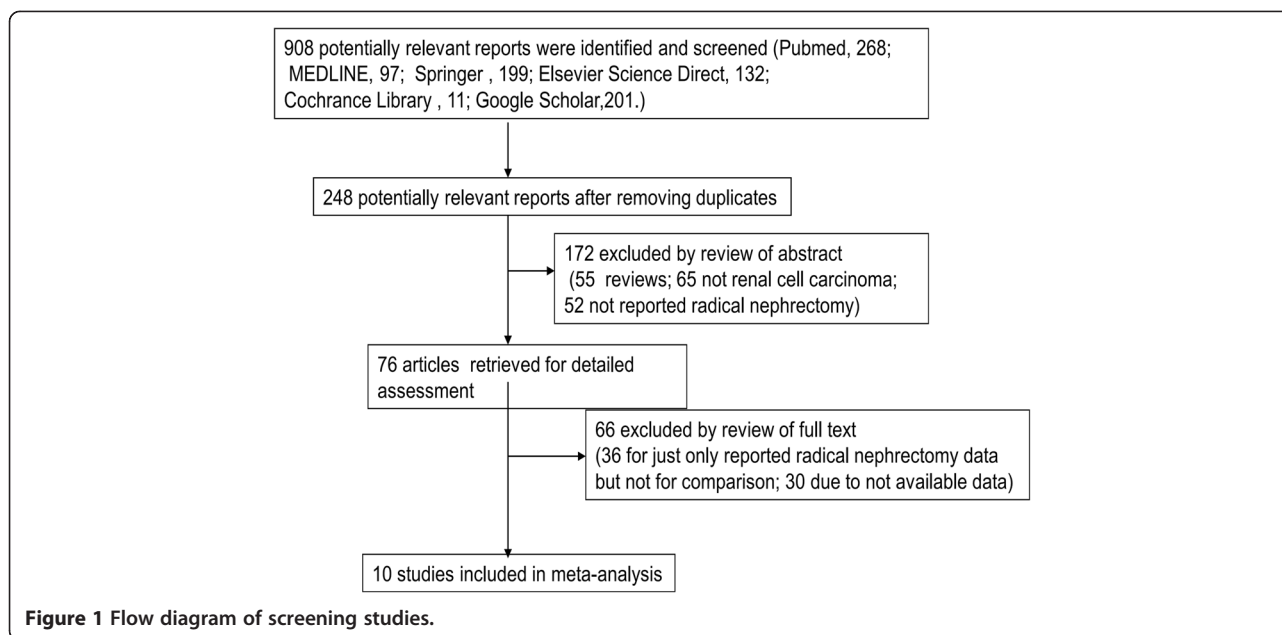 908 potentially relevant reports were identified and screened (Pubmed, 268;
MEDLINE, 97; Springer , 199; Elsevier Science Direct, 132;
Cochrance Library , 11; Google Scholar,201.)
248 potentially relevant reports after removing duplicates
172 excluded by review of abstract
(55 reviews; 65 not renal cell carcinoma;
52 not reported radical nephrectomy)
76 articles retrieved for detailed
assessment
66 excluded by review of full text
(36 for just only reported radical nephrectomy data
but not for comparison; 30 due to not available data)
10 studies included in meta-analysis
Figure 1 Flow diagram of screening studies.